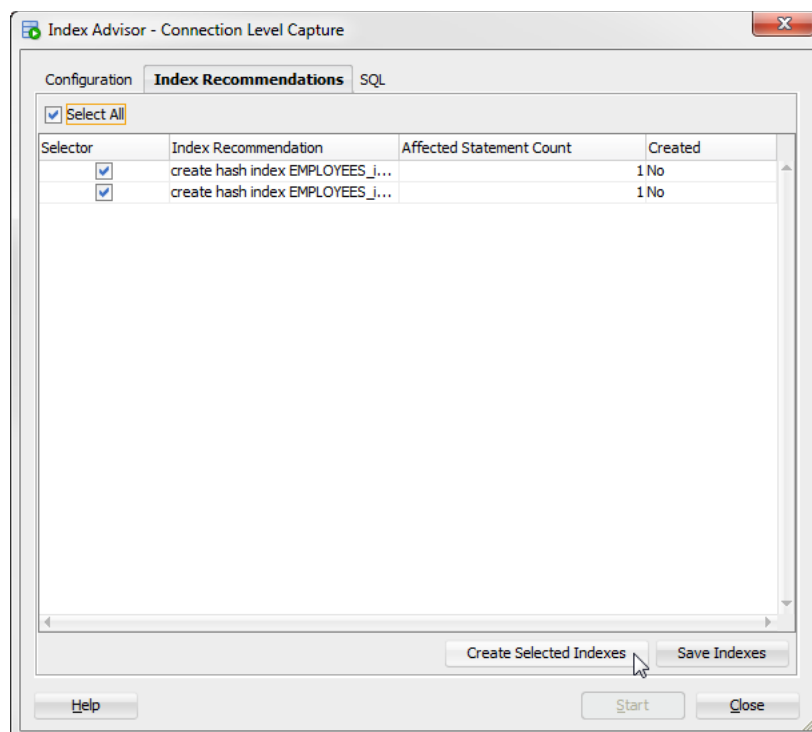 Index Advisor - Connection Level Capture
Configuration Index Recommendations SQL
Select All
Selector Index Recommendation Affected Statement Count Created
create hash index EMPLOYEES_i... 1 No
create hash index EMPLOYEES_i... 1 No
Create Selected Indexes Save Indexes
Help Start Close